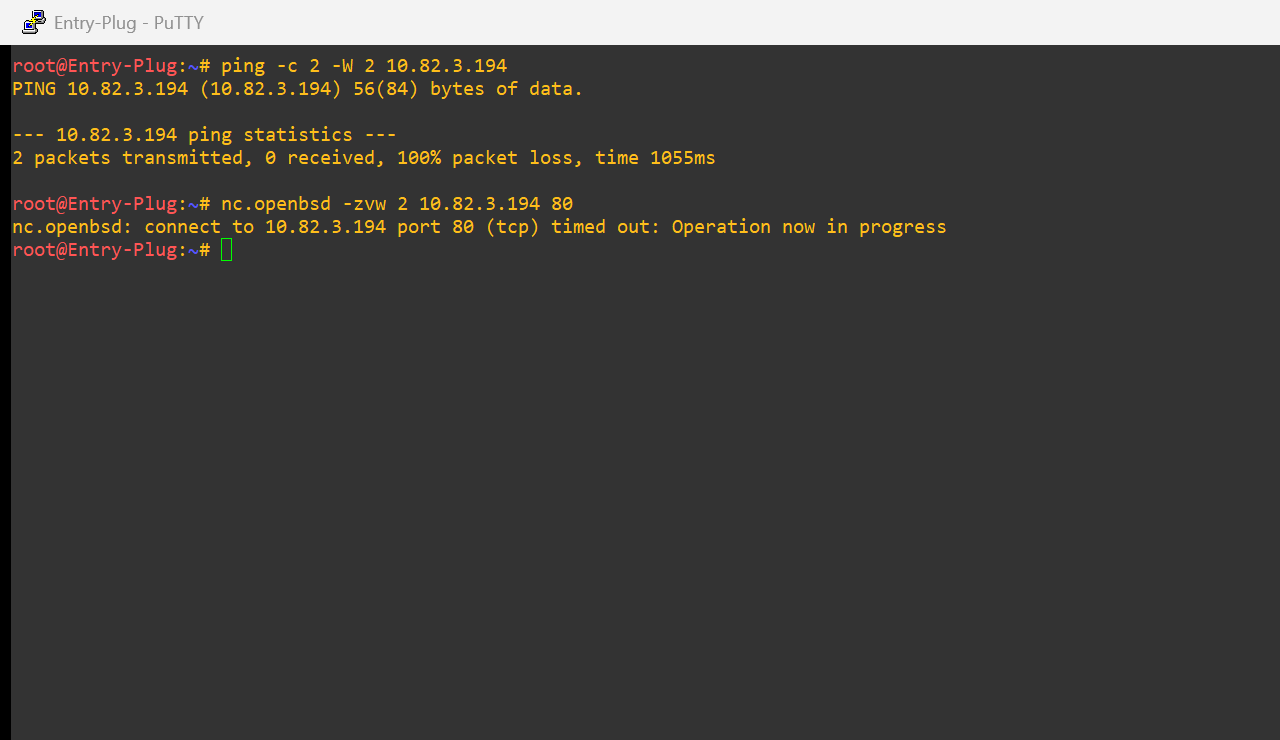 Entry-Plug - PuTTY
root@Entry-Plug:~# ping -c 2 -W 2 10.82.3.194
PING 10.82.3.194 (10.82.3.194) 56(84) bytes of data.
--- 10.82.3.194 ping statistics ---
2 packets transmitted, 0 received, 100% packet loss, time 1055ms
root@Entry-Plug:~# nc.openbsd -zvw 2 10.82.3.194 80
nc.openbsd: connect to 10.82.3.194 port 80 (tcp) timed out: Operation now in progress
root@Entry-Plug:~#